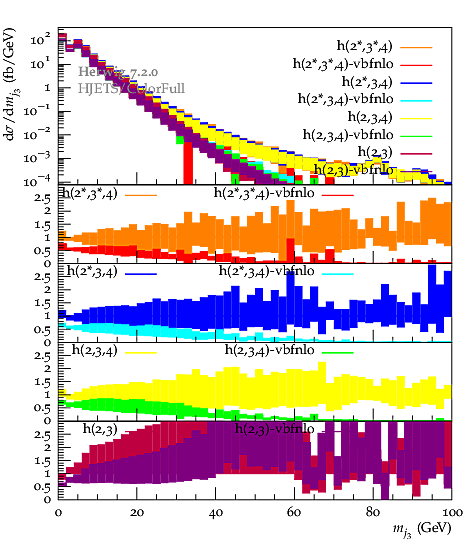 dσ/dm_{j_3} (fb/GeV)
10^2
10^1
1
10^−1
10^−2
10^−3
10^−4
Herwig 7.2.0
HJETS/ColorFull
h(2*,3*,4)
h(2*,3*,4)-vbfnlo
h(2*,3,4)
h(2*,3,4)-vbfnlo
h(2,3,4)
h(2,3,4)-vbfnlo
h(2,3)
h(2,3)-vbfnlo
h(2*,3*,4) h(2*,3*,4)-vbfnlo
2.5
2
1.5
1
0.5
0
h(2*,3,4) h(2*,3,4)-vbfnlo
2.5
2
1.5
1
0.5
0
h(2,3,4) h(2,3,4)-vbfnlo
2.5
2
1.5
1
0.5
0
h(2,3) h(2,3)-vbfnlo
2.5
2
1.5
1
0.5
0
0 20 40 60 80 100
m_{j_3} (GeV)